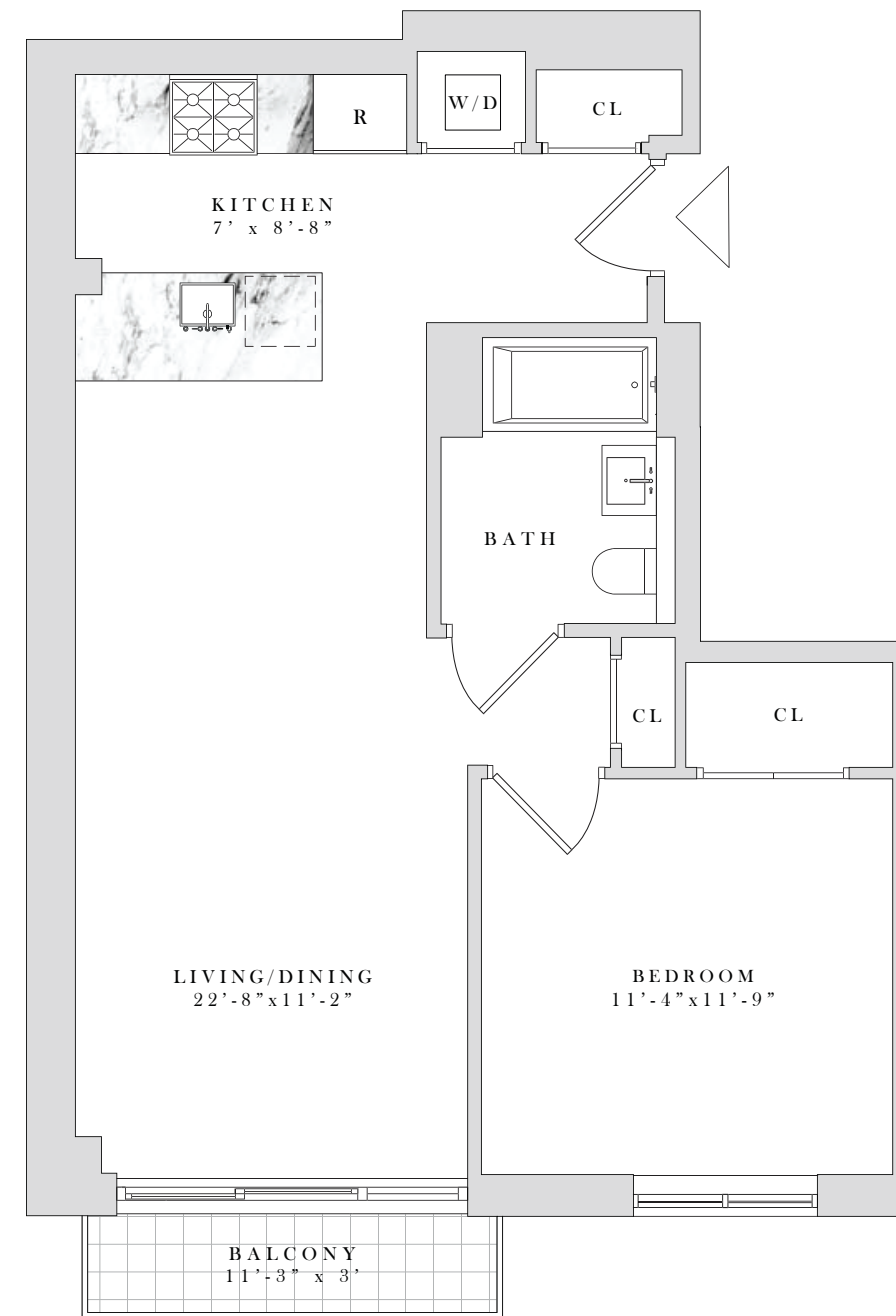 R
W/D
CL
KITCHEN
7’ x 8’-8”
BATH
CL
CL
LIVING/DINING
22’-8”x11’-2”
BEDROOM
11’-4”x11’-9”
BALCONY
11’-3” x 3’